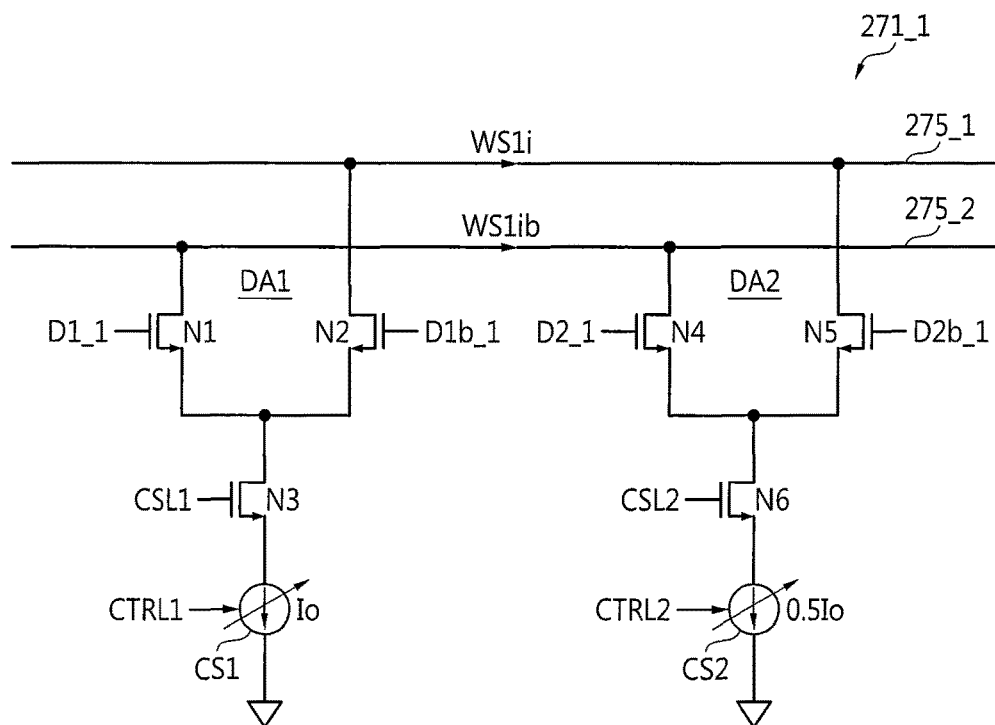 271_1
WS1i
275_1
WS1ib
275_2
DA1
DA2
D1_1
N1
N2
D1b_1
D2_1
N4
N5
D2b_1
CSL1
N3
CSL2
N6
CTRL1
Io
CTRL2
0.5Io
CS1
CS2